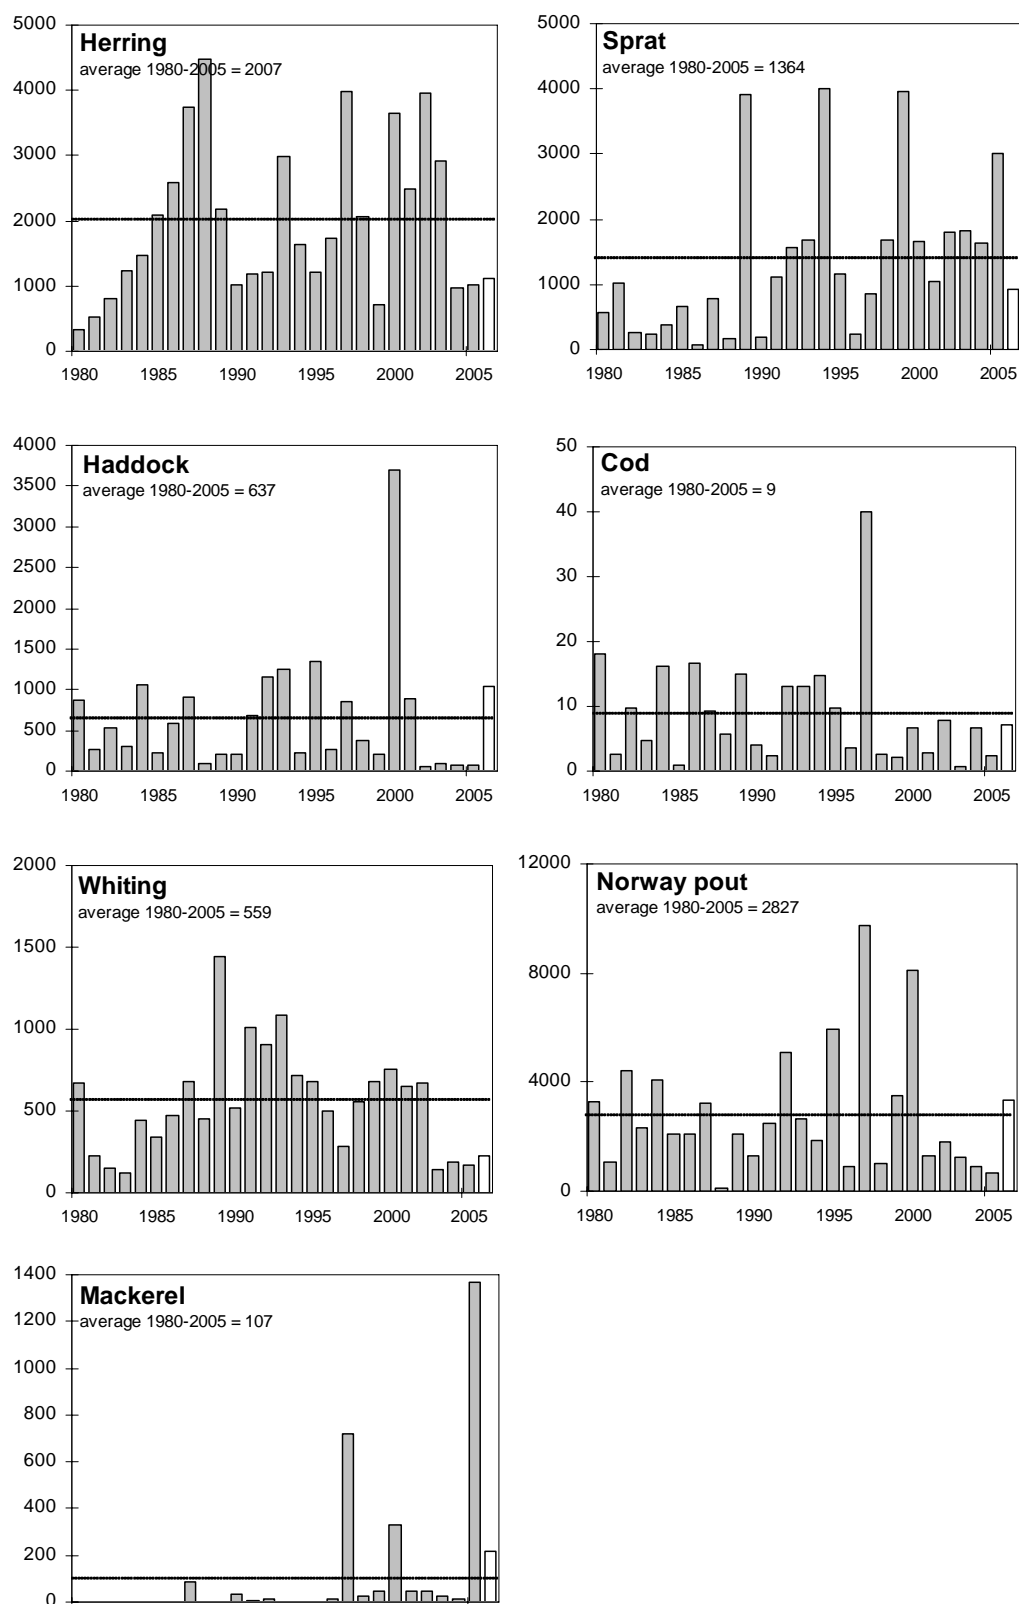 Herring
average 1980-2005 = 2007
5000
4000
3000
2000
1000
0
1980 1985 1990 1995 2000 2005
Sprat
average 1980-2005 = 1364
5000
4000
3000
2000
1000
0
1980 1985 1990 1995 2000 2005
Haddock
average 1980-2005 = 637
4000
3500
3000
2500
2000
1500
1000
500
0
1980 1985 1990 1995 2000 2005
Cod
average 1980-2005 = 9
50
40
30
20
10
0
1980 1985 1990 1995 2000 2005
Whiting
average 1980-2005 = 559
2000
1500
1000
500
0
1980 1985 1990 1995 2000 2005
Norway pout
average 1980-2005 = 2827
12000
8000
4000
0
1980 1985 1990 1995 2000 2005
Mackerel
average 1980-2005 = 107
1400
1200
1000
800
600
400
200
0